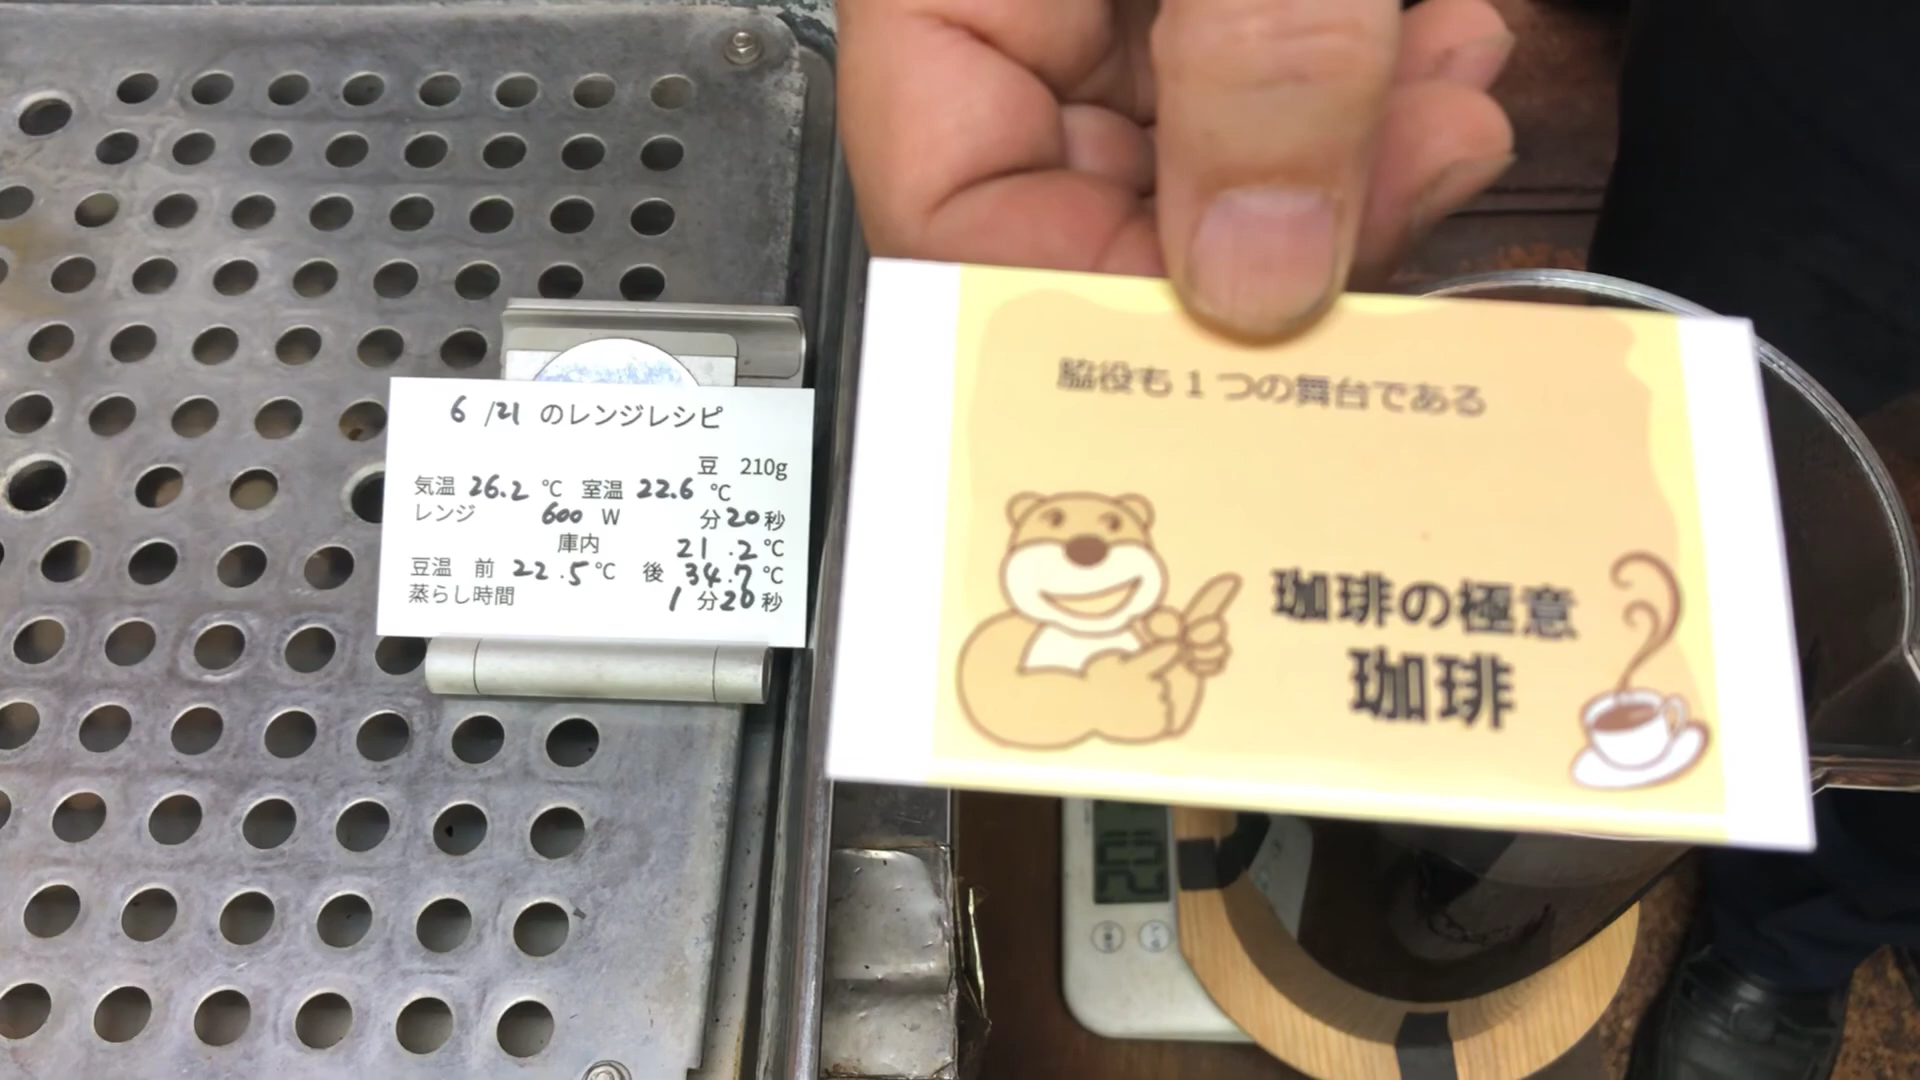 6/21 のレンジレシピ
豆 210g
気温 26.2 ℃ 室温 22.6 ℃
レンジ 600 W 分20秒
庫内 21.2℃
豆温 前 22.5℃ 後 34.7℃
蒸らし時間 1分20秒
脇役も1つの舞台である
珈琲の極意
珈琲